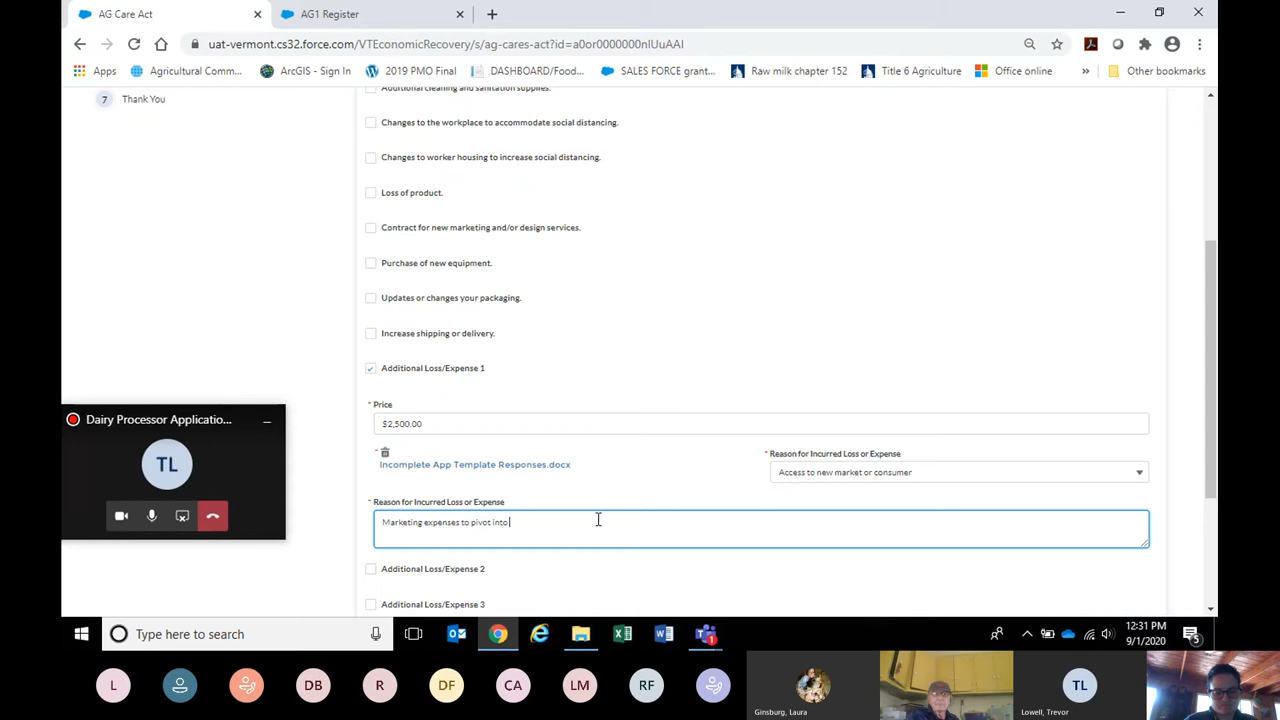 AG Care Act
AG1 Register
uat-vermont.cs32.force.com/VTEconomicRecovery/s/ag-cares-act?id=a0or0000000nIUuAAI
Apps Agricultural Comm... ArcGIS - Sign In 2019 PMO Final DASHBOARD/Food... SALES FORCE grant... Raw milk chapter 152 Title 6 Agriculture Office online » Other bookmarks
7 Thank You
Additional cleaning and sanitation supplies.
Changes to the workplace to accommodate social distancing.
Changes to worker housing to increase social distancing.
Loss of product.
Contract for new marketing and/or design services.
Purchase of new equipment.
Updates or changes your packaging.
Increase shipping or delivery.
Additional Loss/Expense 1
* Price
$2,500.00
*
Incomplete App Template Responses.docx
* Reason for Incurred Loss or Expense
Access to new market or consumer
* Reason for Incurred Loss or Expense
Marketing expenses to pivot into
Additional Loss/Expense 2
Additional Loss/Expense 3
Dairy Processor Applicatio...
TL
Type here to search
12:31 PM
9/1/2020
L DB R DF CA LM RF TL
Ginsburg, Laura
Lowell, Trevor